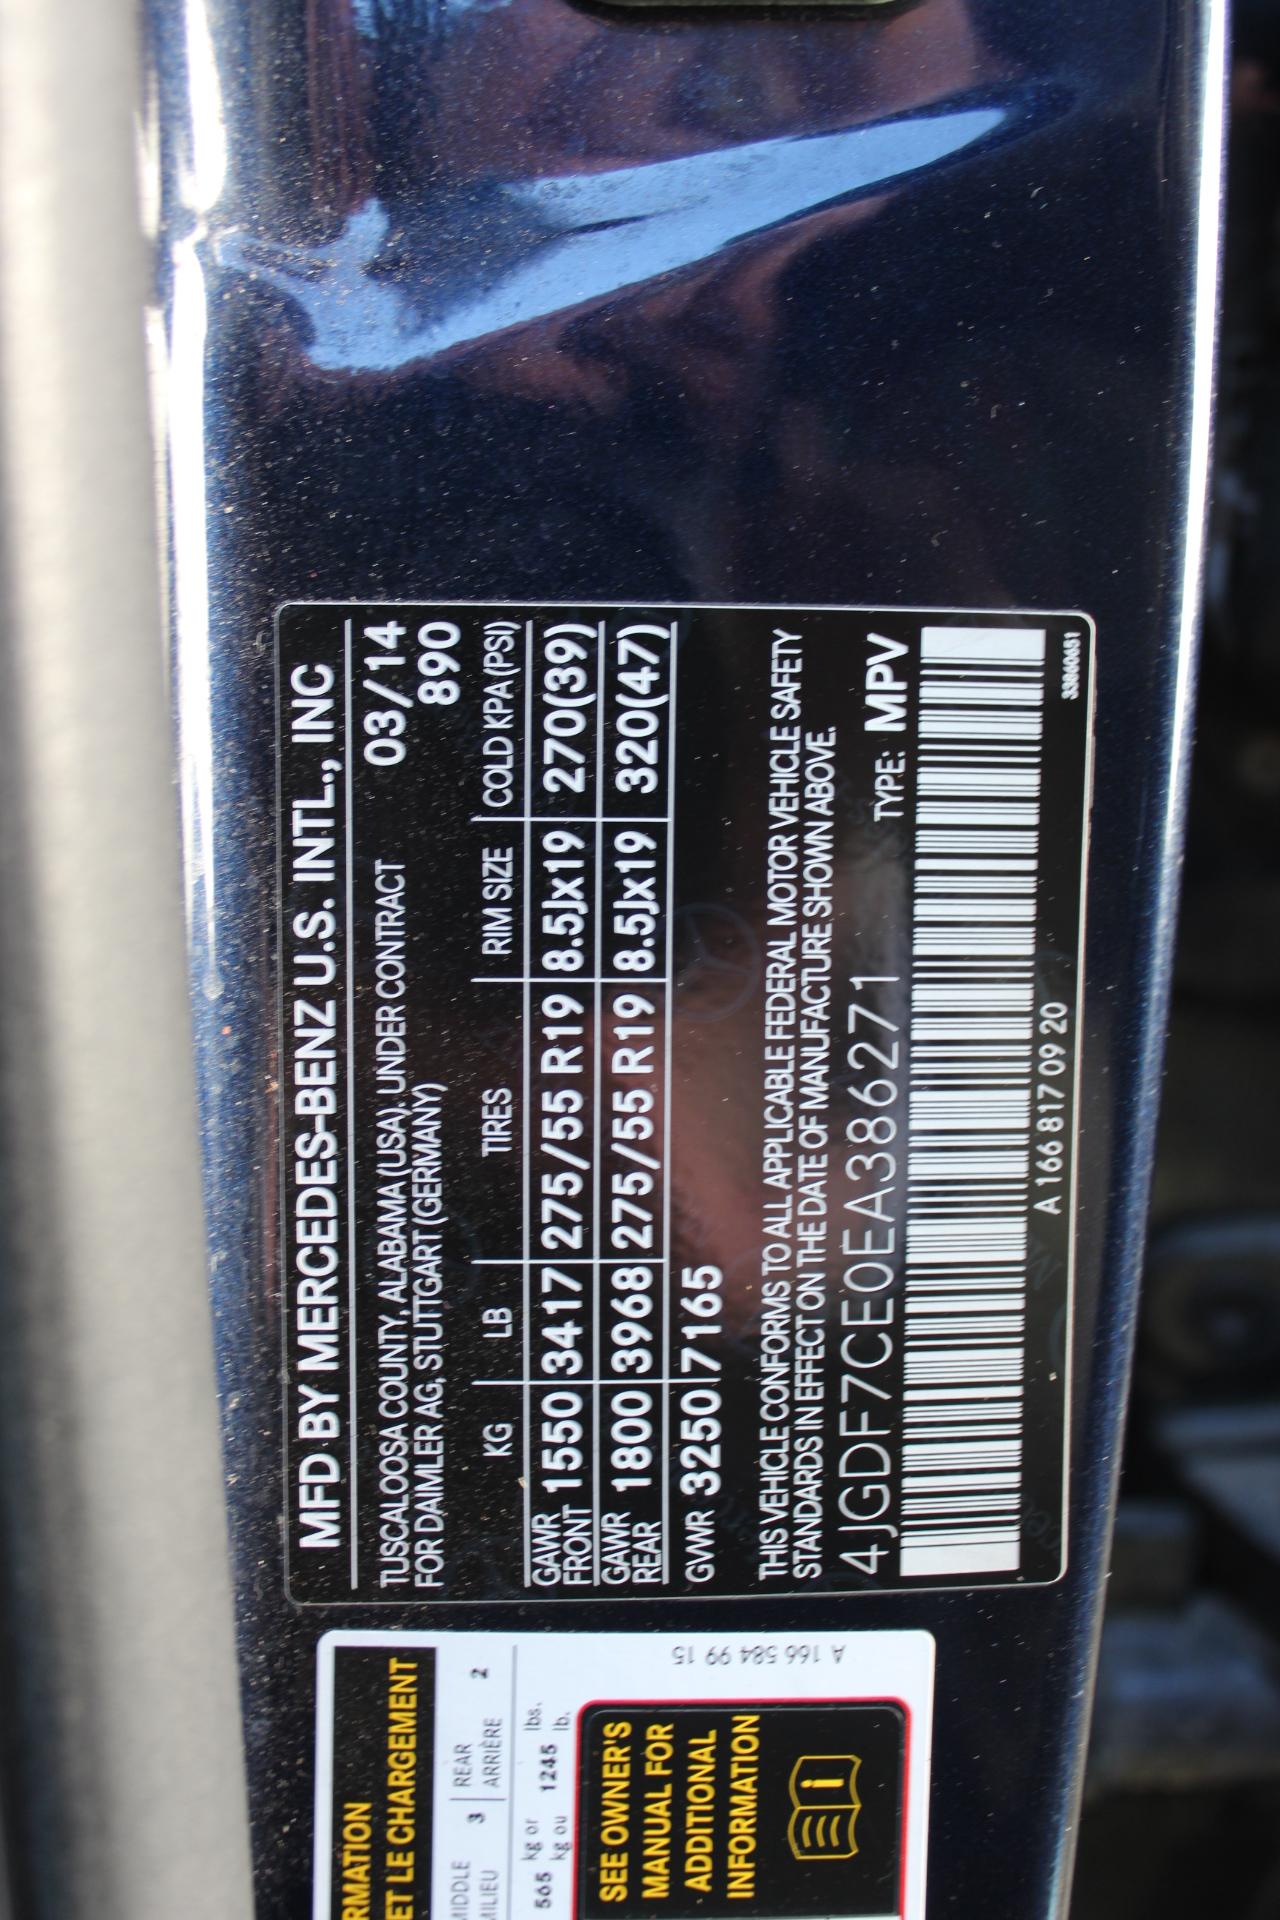 MFD BY MERCEDES-BENZ U.S. INTL., INC
TUSCALOOSA COUNTY, ALABAMA (USA). UNDER CONTRACT 03/14
FOR DAIMLER AG, STUTTGART (GERMANY) 890
KG LB TIRES RIM SIZE COLD KPA (PSI)
GAWR FRONT 1550 3417 275/55 R19 8.5Jx19 270(39)
GAWR REAR 1800 3968 275/55 R19 8.5Jx19 320(47)
GVWR 3250 7165
THIS VEHICLE CONFORMS TO ALL APPLICABLE FEDERAL MOTOR VEHICLE SAFETY
STANDARDS IN EFFECT ON THE DATE OF MANUFACTURE SHOWN ABOVE.
4JGDF7CE0EA386271 TYPE: MPV
A 166 817 09 20
3380651
RMATION
ET LE CHARGEMENT
MIDDLE 3 REAR 2
MILIEU ARRIÈRE
565 kg or 1245 lbs.
kg ou lb.
SEE OWNER'S
MANUAL FOR
ADDITIONAL
INFORMATION
A 166 584 99 15